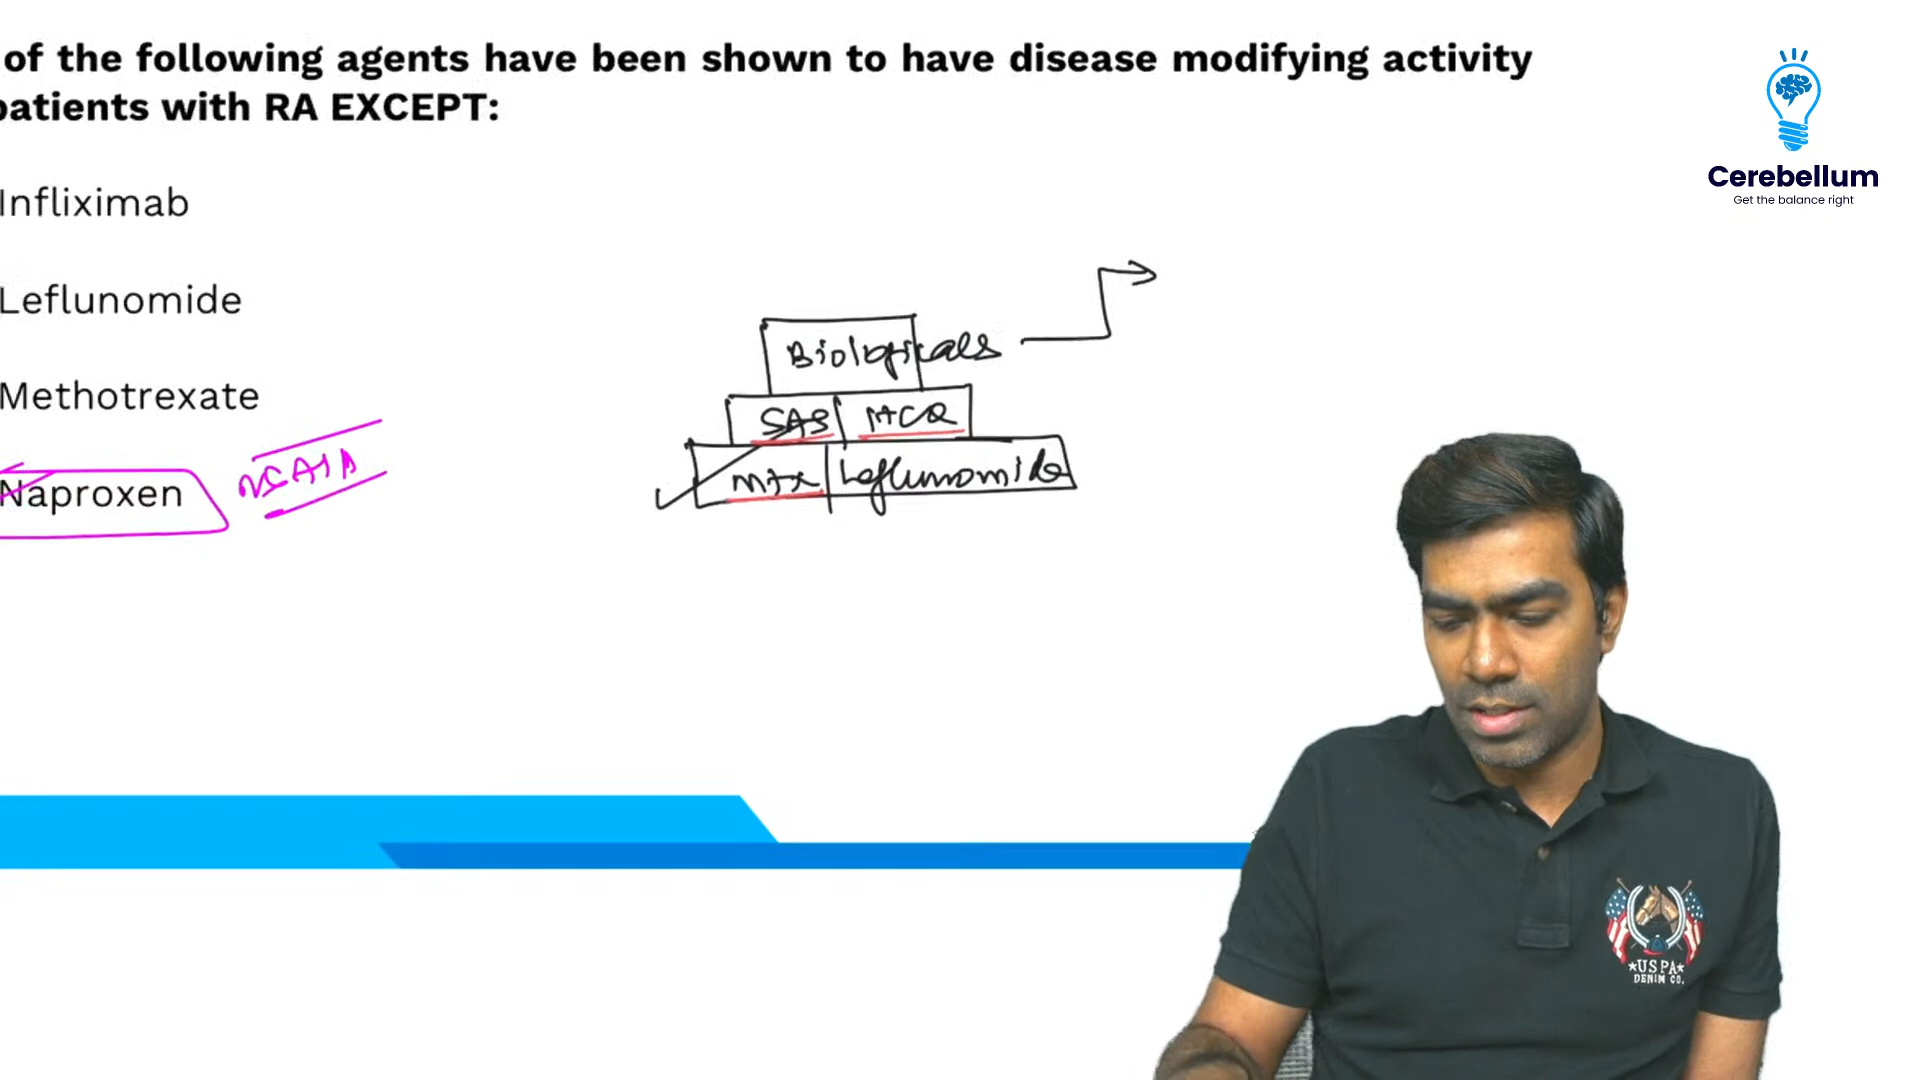 of the following agents have been shown to have disease modifying activity
patients with RA EXCEPT:
Cerebellum
Get the balance right
Infliximab
Leflunomide
Methotrexate
Naproxen
NSAID
Biologicals
SAS HCQ
MTX Leflunomide
★USPA★
DENIM CO.